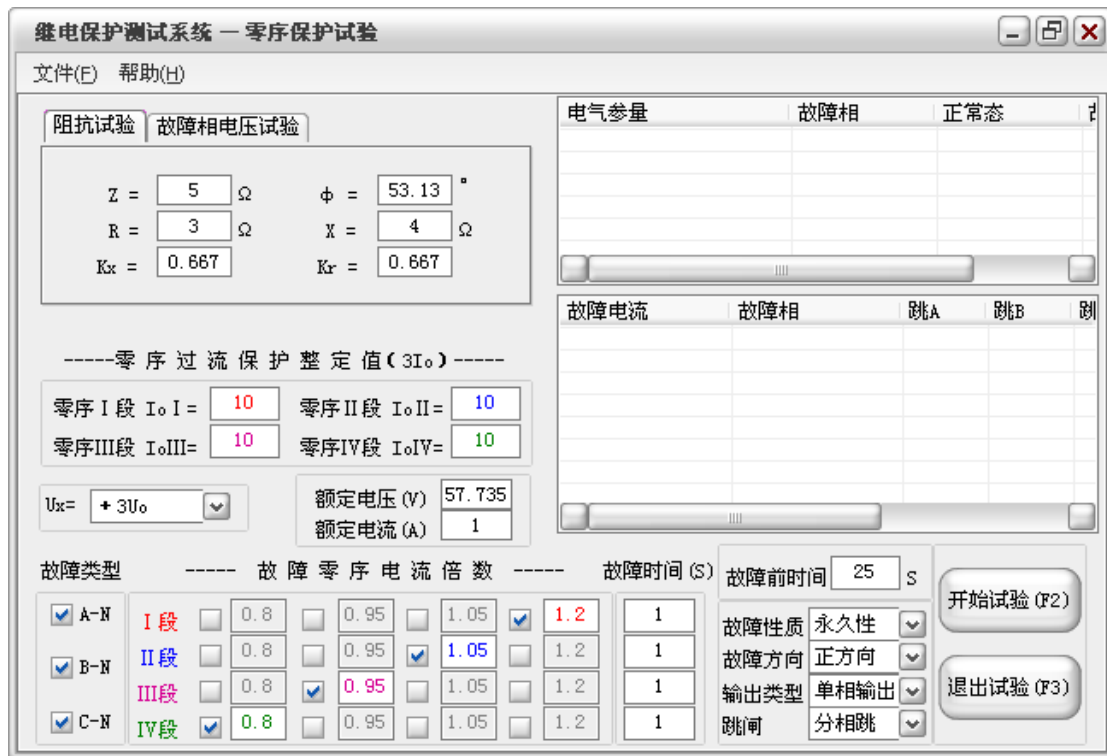 继电保护测试系统 — 零序保护试验
文件(F) 帮助(H)
阻抗试验 故障相电压试验
Z = 5 Ω ϕ = 53.13 °
R = 3 Ω X = 4 Ω
Kx = 0.667 Kr = 0.667
-----零 序 过 流 保 护 整 定 值(3Io)-----
零序 I 段 Io I = 10 零序II段 IoII= 10
零序III段 IoIII= 10 零序IV段 IoIV= 10
Ux= + 3Uo
额定电压(V) 57.735
额定电流(A) 1
电气参量 故障相 正常态
故障电流 故障相 跳A 跳B 跳
故障类型 ----- 故 障 零 序 电 流 倍 数 ----- 故障时间(S)
A-N
B-N
C-N
I 段 0.8 0.95 1.05 1.2 1
II 段 0.8 0.95 1.05 1.2 1
III段 0.8 0.95 1.05 1.2 1
IV段 0.8 0.95 1.05 1.2 1
故障前时间 25 S
故障性质 永久性
故障方向 正方向
输出类型 单相输出
跳闸 分相跳
开始试验(F2)
退出试验(F3)